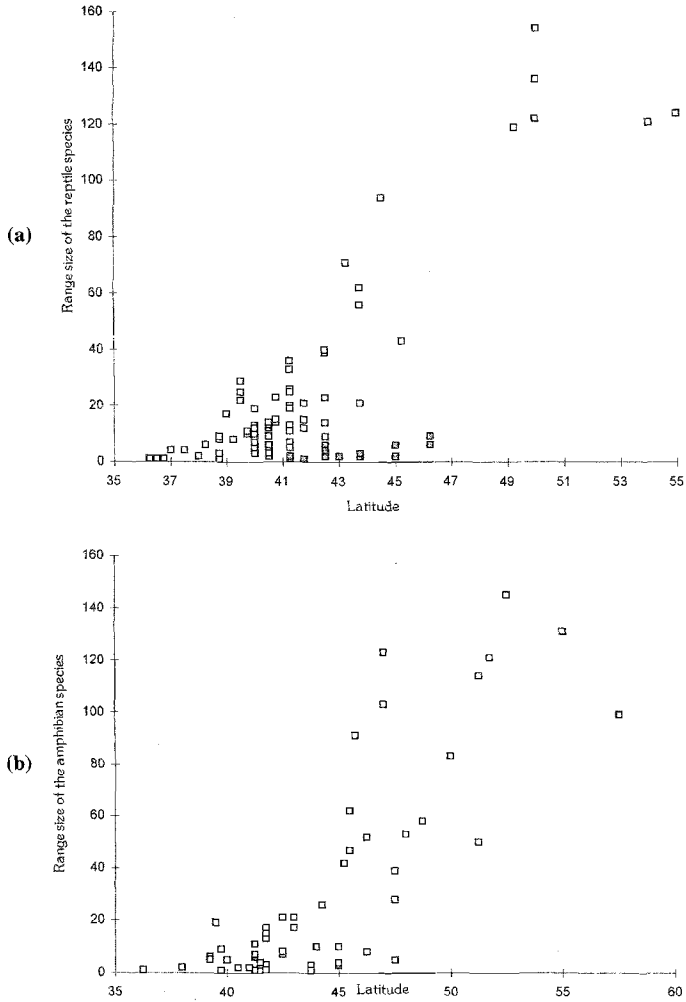 160
140
120
100
80
60
40
20
0
Range size of the reptile species
(a)
35 37 39 41 43 45 47 49 51 53 55
Latitude
160
140
120
100
80
60
40
20
0
Range size of the amphibian species
(b)
35 40 45 50 55 60
Latitude